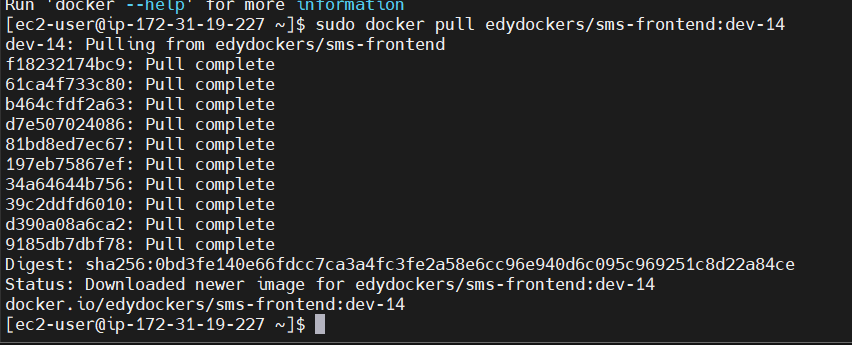 Run 'docker --help' for more information
[ec2-user@ip-172-31-19-227 ~]$ sudo docker pull edydockers/sms-frontend:dev-14
dev-14: Pulling from edydockers/sms-frontend
f18232174bc9: Pull complete
61ca4f733c80: Pull complete
b464cfdf2a63: Pull complete
d7e507024086: Pull complete
81bd8ed7ec67: Pull complete
197eb75867ef: Pull complete
34a64644b756: Pull complete
39c2ddfd6010: Pull complete
d390a08a6ca2: Pull complete
9185db7dbf78: Pull complete
Digest: sha256:0bd3fe140e66fdcc7ca3a4fc3fe2a58e6cc96e940d6c095c969251c8d22a84ce
Status: Downloaded newer image for edydockers/sms-frontend:dev-14
docker.io/edydockers/sms-frontend:dev-14
[ec2-user@ip-172-31-19-227 ~]$